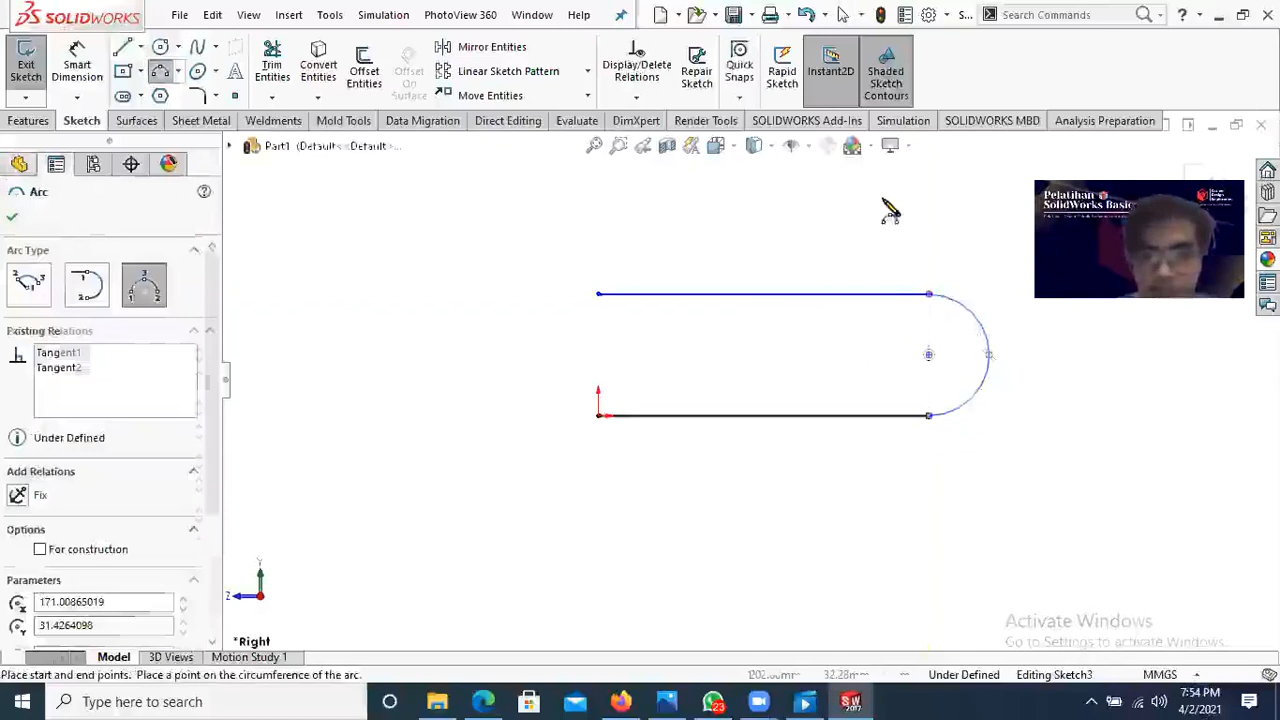 SOLIDWORKS
File
Edit
View
Insert
Tools
Simulation
PhotoView 360
Window
Help
S...
Search Commands
Exit Sketch
Smart Dimension
Trim Entities
Convert Entities
Offset Entities
Offset On Surface
Mirror Entities
Linear Sketch Pattern
Move Entities
Display/Delete Relations
Repair Sketch
Quick Snaps
Rapid Sketch
Instant2D
Shaded Sketch Contours
Features
Sketch
Surfaces
Sheet Metal
Weldments
Mold Tools
Data Migration
Direct Editing
Evaluate
DimXpert
Render Tools
SOLIDWORKS Add-Ins
Simulation
SOLIDWORKS MBD
Analysis Preparation
Part1 (Default<<Default...
Arc
Arc Type
Existing Re
Tangent1
Tangent2
Under Defined
Add Relations
Fix
Options
For construction
Parameters
171.00865019
31.4264098
Pelatihan
SolidWorks Basic
Y
Z
*Right
Activate Windows
Go to Settings to activate Windows.
Model
3D Views
Motion Study 1
Place start and end points. Place a point on the circumference of the arc.
32.28mm
Under Defined
Editing Sketch3
MMGS
Type here to search
23
SW
2017
7:54 PM
4/2/2021